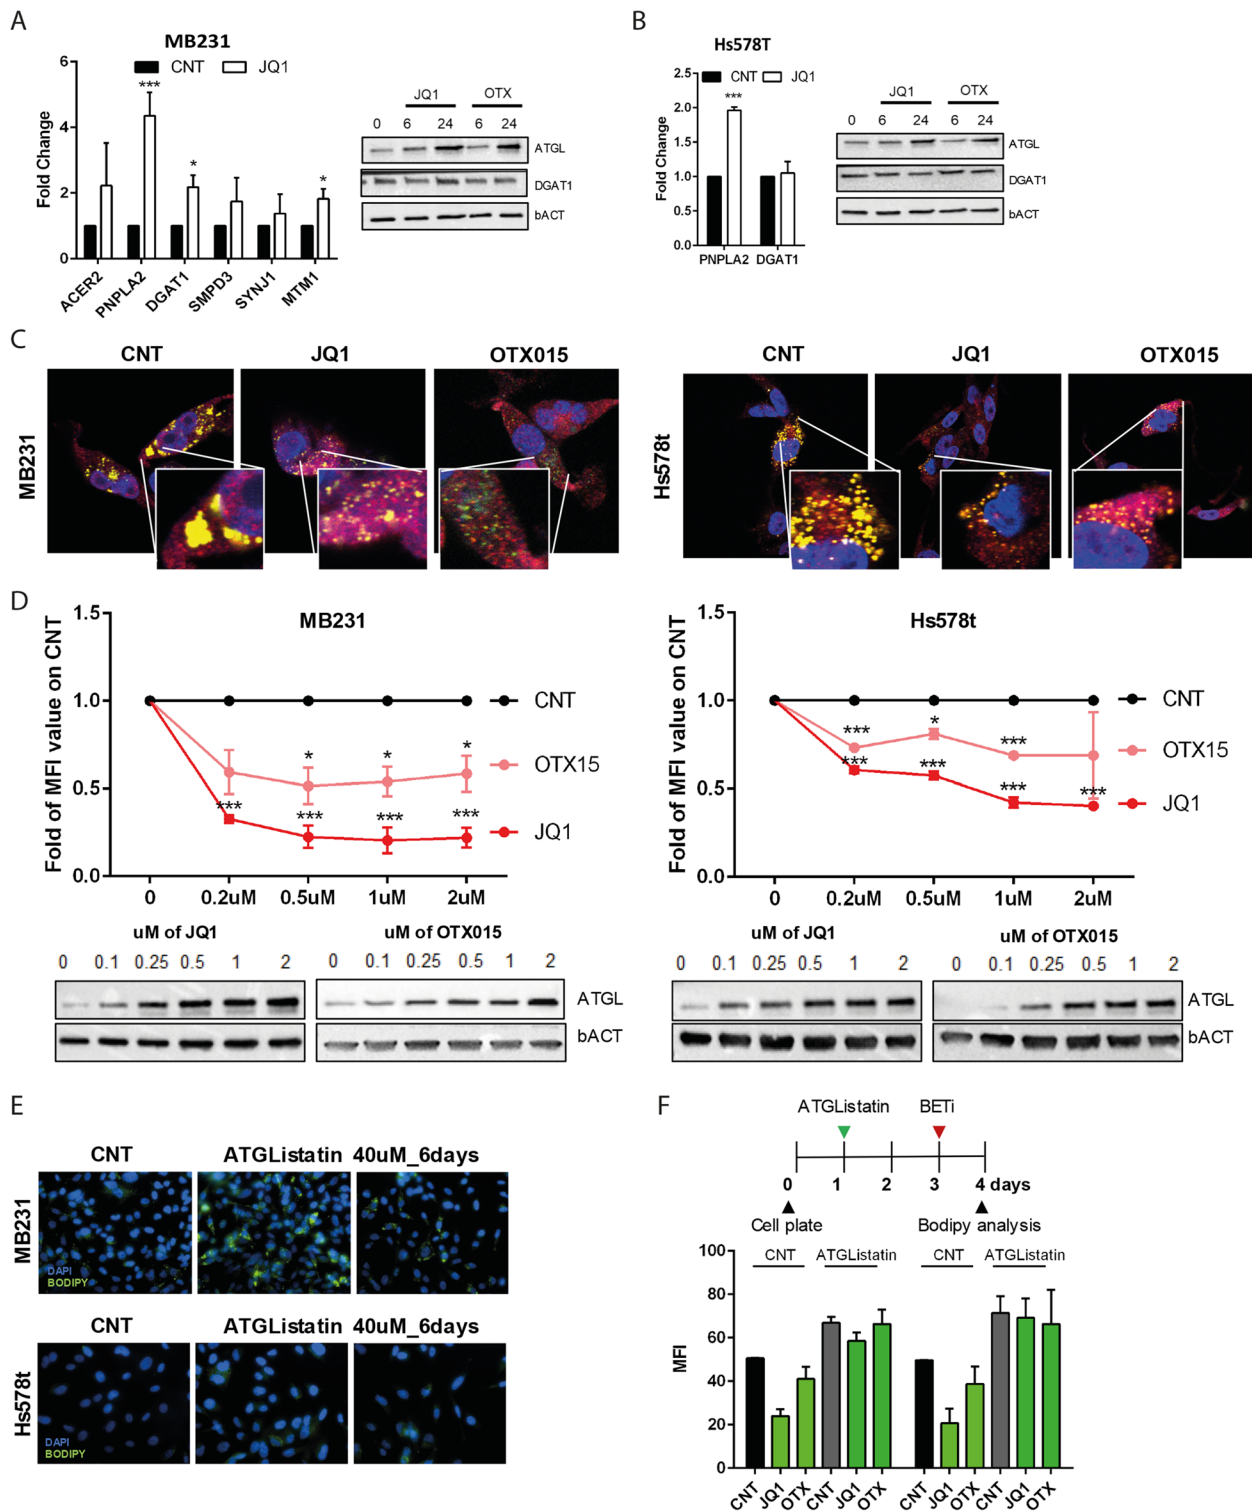 A
MB231
CNT
JQ1
6
4
2
0
Fold Change
***
*
*
ACER2
PNPLA2
DGAT1
SMPD3
SYNJ1
MTM1
JQ1
OTX
0 6 24 6 24
ATGL
DGAT1
bACT
B
Hs578T
CNT
JQ1
2.5
2.0
1.5
1.0
0.5
0.0
Fold Change
***
PNPLA2
DGAT1
JQ1
OTX
0 6 24 6 24
ATGL
DGAT1
bACT
C
CNT
JQ1
OTX015
MB231
CNT
JQ1
OTX015
Hs578t
D
MB231
Fold of MFI value on CNT
1.5
1.0
0.5
0.0
* * *
*** *** *** ***
0 0.2uM 0.5uM 1uM 2uM
CNT
OTX15
JQ1
Hs578t
Fold of MFI value on CNT
1.5
1.0
0.5
0.0
*** * ***
*** *** *** ***
0 0.2uM 0.5uM 1uM 2uM
CNT
OTX15
JQ1
uM of JQ1
0 0.1 0.25 0.5 1 2
uM of OTX015
0 0.1 0.25 0.5 1 2
ATGL
bACT
uM of JQ1
0 0.1 0.25 0.5 1 2
uM of OTX015
0 0.1 0.25 0.5 1 2
ATGL
bACT
E
CNT
ATGListatin 40uM_6days
MB231
DAPI
BODIPY
CNT
ATGListatin 40uM_6days
Hs578t
DAPI
BODIPY
F
ATGListatin
BETi
0 1 2 3 4 days
Cell plate
Bodipy analysis
100
80
60
40
20
0
MFI
CNT
ATGListatin
CNT
ATGListatin
CNT
JQ1
OTX
CNT
JQ1
OTX
CNT
JQ1
OTX
CNT
JQ1
OTX